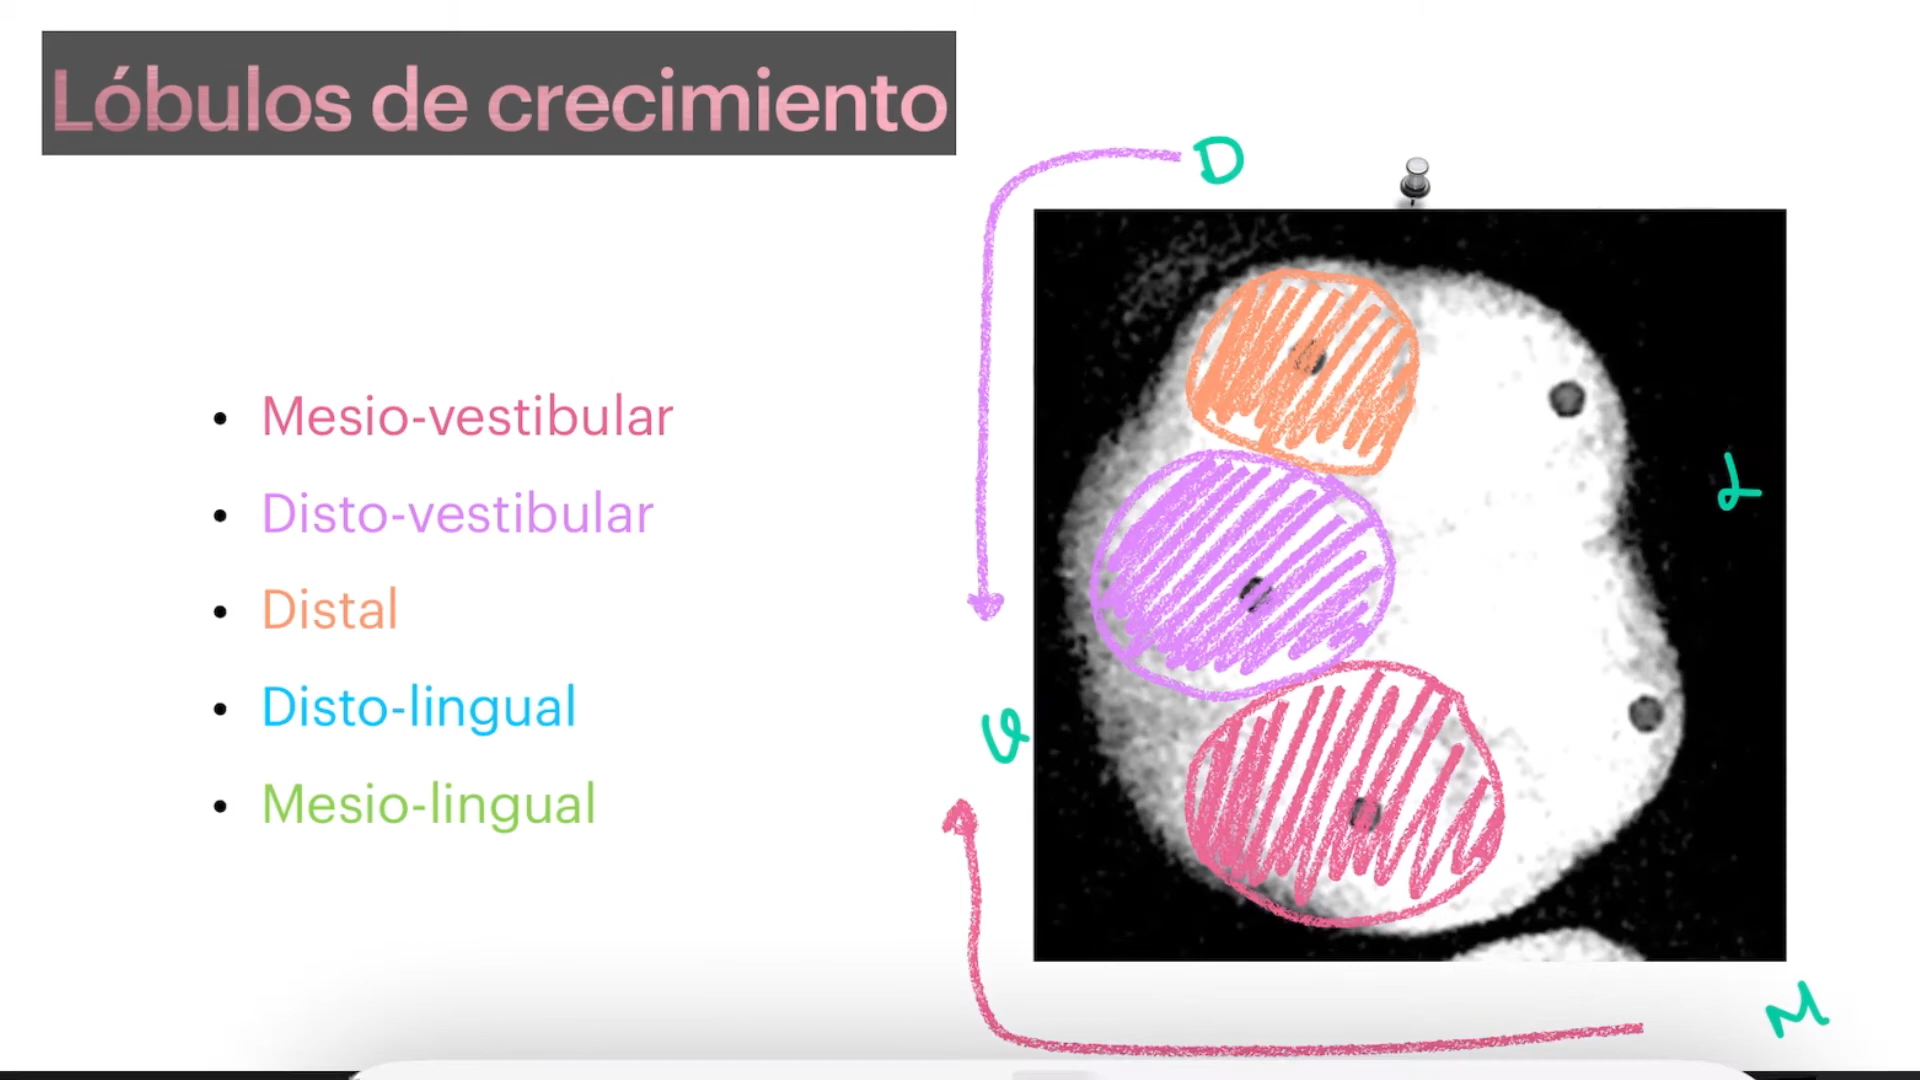 Lóbulos de crecimiento
D
• Mesio-vestibular
• Disto-vestibular
L
• Distal
• Disto-lingual
V
• Mesio-lingual
M